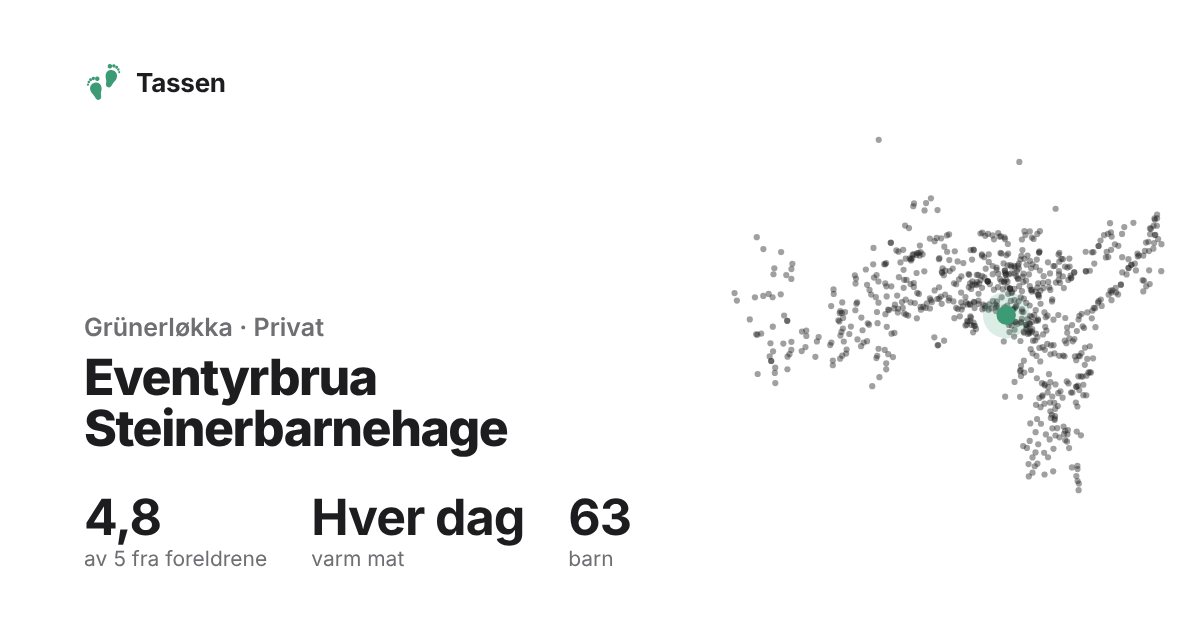 Tassen
Grünerløkka · Privat
Eventyrbrua
Steinerbarnehage
4,8
av 5 fra foreldrene
Hver dag
varm mat
63
barn